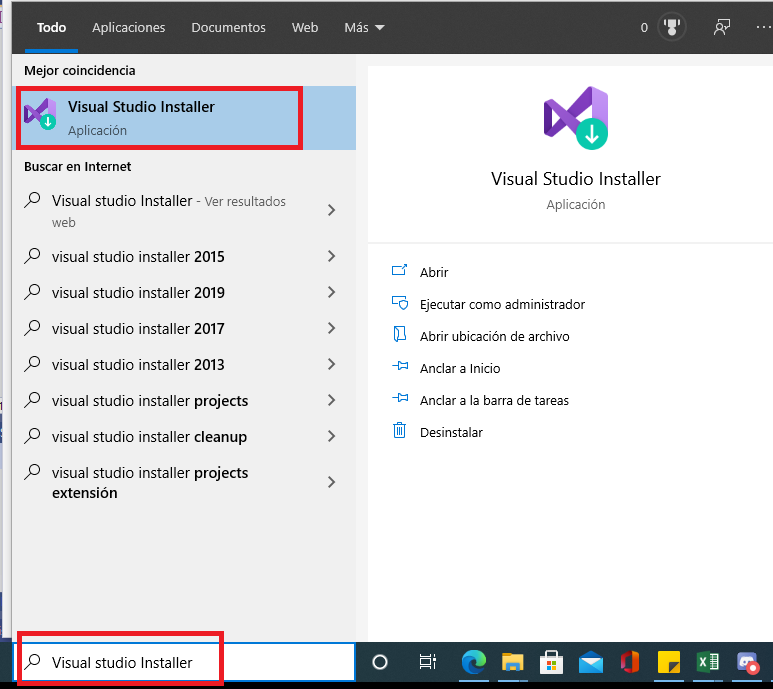 Todo Aplicaciones Documentos Web Más 0
Mejor coincidencia
Visual Studio Installer
Aplicación
Buscar en Internet
Visual studio Installer - Ver resultados
web
visual studio installer 2015
visual studio installer 2019
visual studio installer 2017
visual studio installer 2013
visual studio installer projects
visual studio installer cleanup
visual studio installer projects
extensión
Visual Studio Installer
Aplicación
Abrir
Ejecutar como administrador
Abrir ubicación de archivo
Anclar a Inicio
Anclar a la barra de tareas
Desinstalar
Visual studio Installer